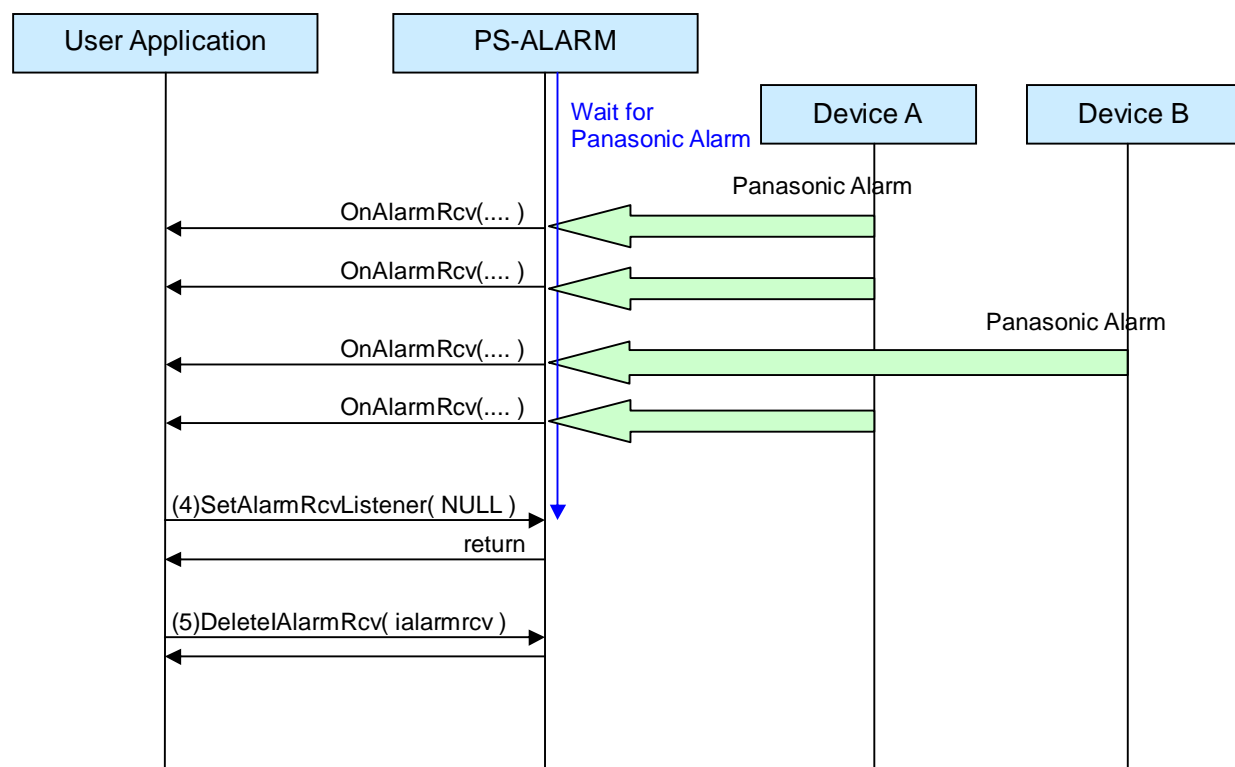 User Application
PS-ALARM
Wait for
Panasonic Alarm
Device A
Device B
Panasonic Alarm
OnAlarmRcv(.... )
OnAlarmRcv(.... )
Panasonic Alarm
OnAlarmRcv(.... )
OnAlarmRcv(.... )
(4)SetAlarmRcvListener( NULL )
return
(5)DeleteIAlarmRcv( ialarmrcv )